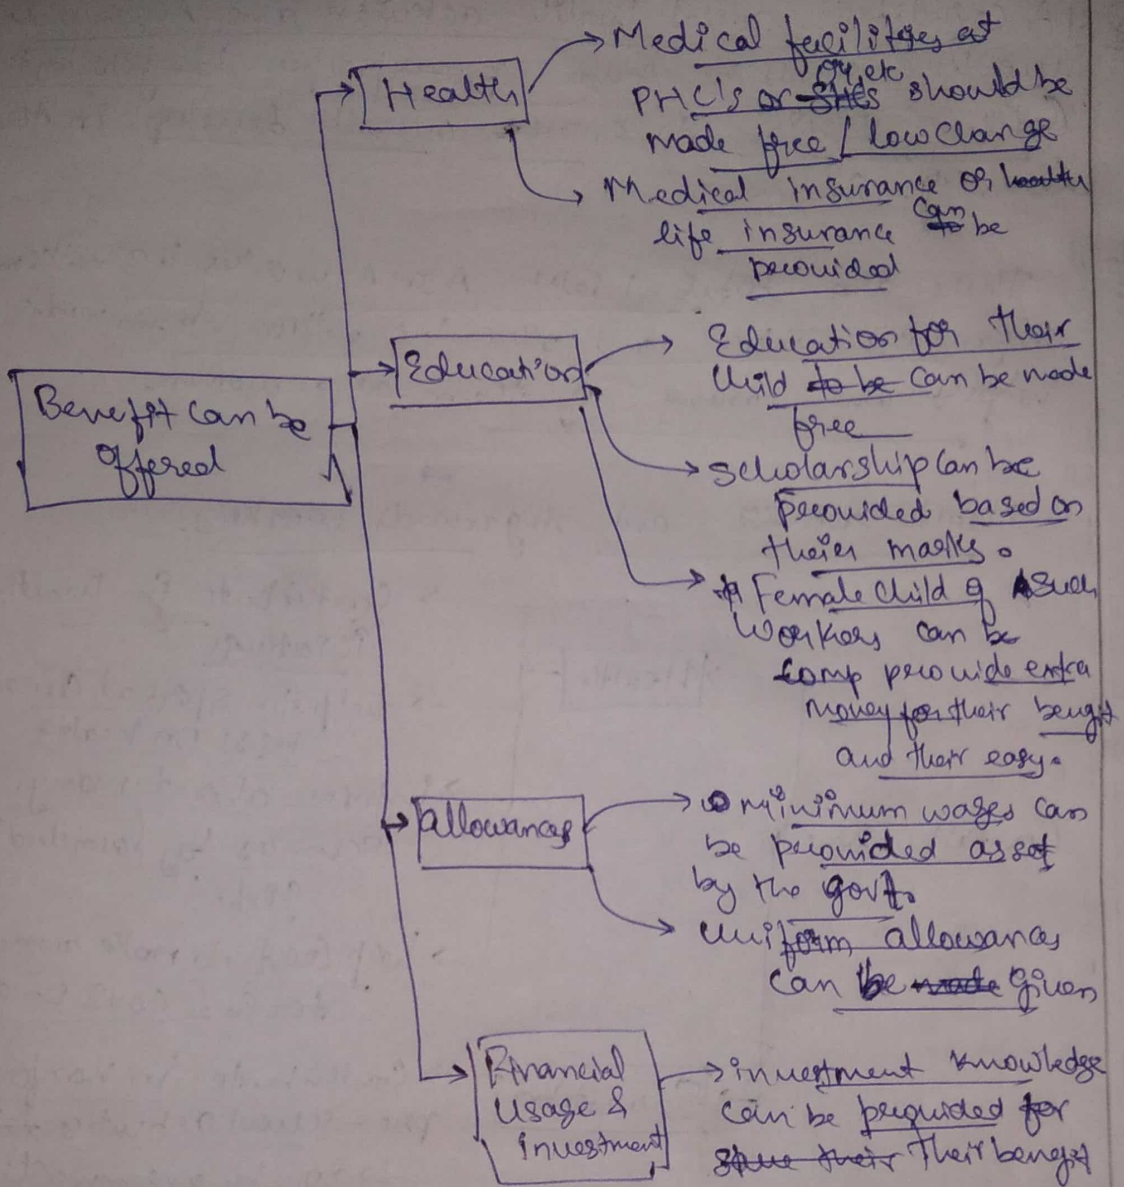 Medical facilities at
PHC's or GH, etc should be
made free / low change
Health
Medical insurance or health
life insurance can be
provided
Education for their
child can be made
free
Education
Benefit can be
offered
scholarship can be
provided based on
their marks.
Female child of such
workers can be
provide extra
money for their benefit
and their easy.
allowances
minimum wages can
be provided as set
by the govt.
Uniform allowances
can be given
Financial
Usage &
investment
investment knowledge
can be provided for
their benefit